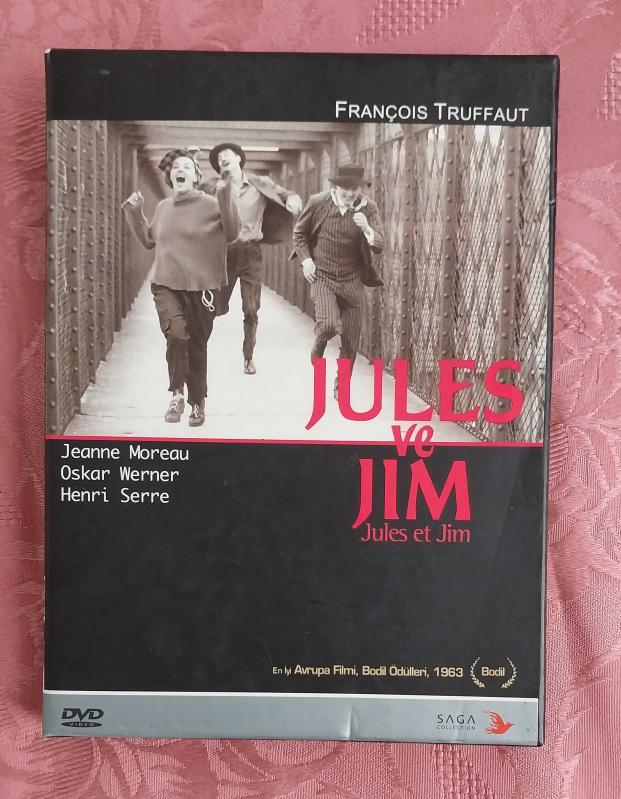 FRANÇOIS TRUFFAUT
JULES
ve
JIM
Jules et Jim
Jeanne Moreau
Oskar Werner
Henri Serre
En İyi Avrupa Filmi, Bodil Ödülleri, 1963
Bodil
DVD
VIDEO
SAGA
COLLECTION